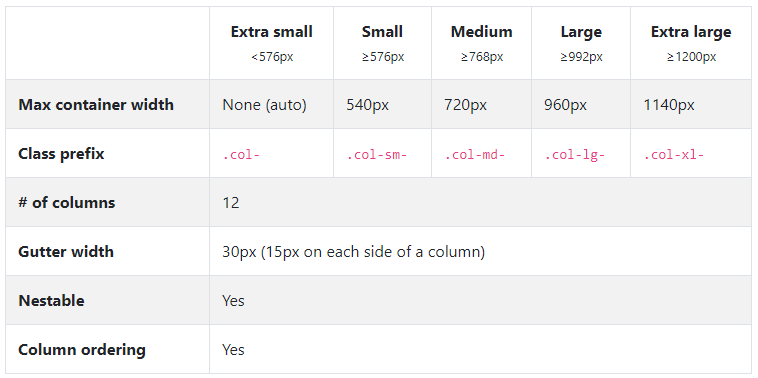 Extra small Small Medium Large Extra large
<576px ≥576px ≥768px ≥992px ≥1200px
Max container width None (auto) 540px 720px 960px 1140px
Class prefix .col- .col-sm- .col-md- .col-lg- .col-xl-
# of columns 12
Gutter width 30px (15px on each side of a column)
Nestable Yes
Column ordering Yes